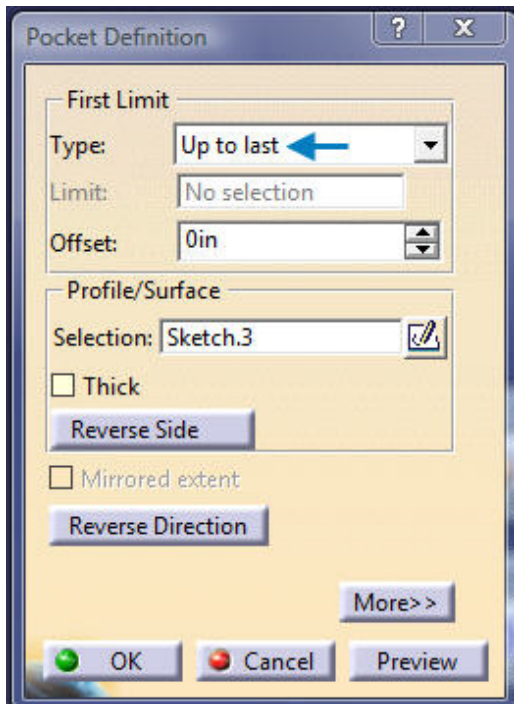 Pocket Definition ? X
First Limit
Type: Up to last
Limit: No selection
Offset: 0in
Profile/Surface
Selection: Sketch.3
Thick
Reverse Side
Mirrored extent
Reverse Direction
More>>
OK Cancel Preview